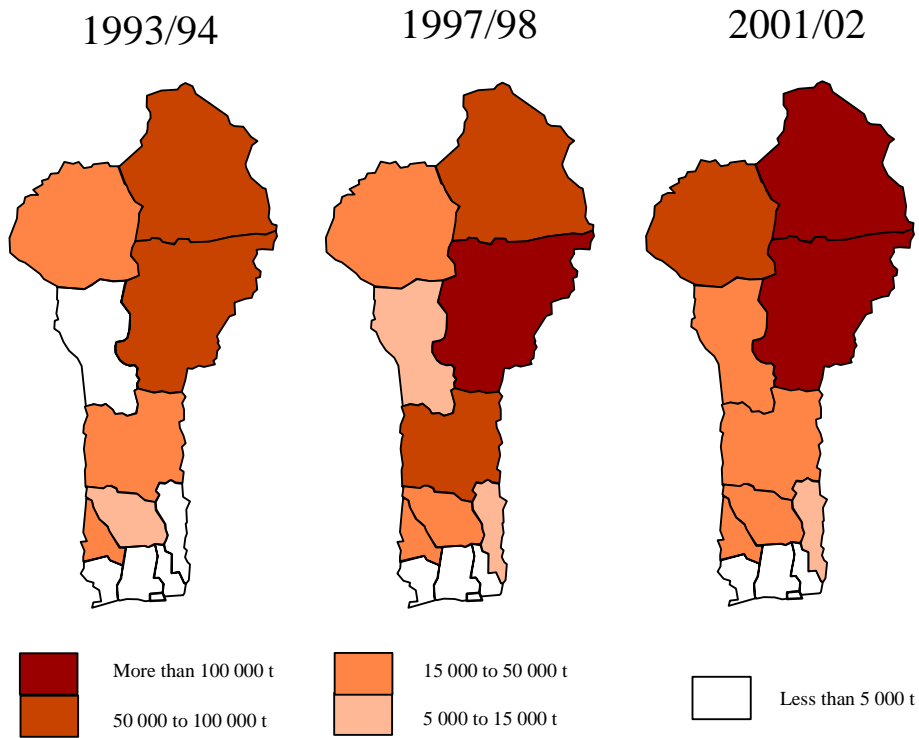 1993/94
1997/98
2001/02
More than 100 000 t
50 000 to 100 000 t
15 000 to 50 000 t
5 000 to 15 000 t
Less than 5 000 t